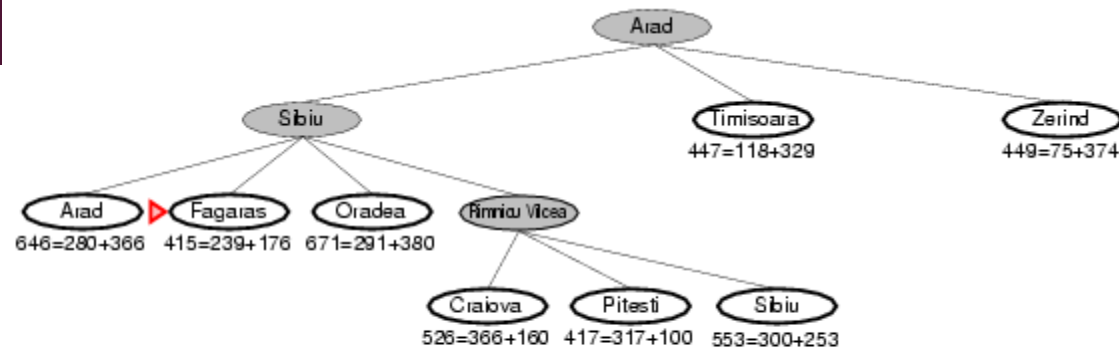 Arad
Sibiu
Timisoara
Zerind
447=118+329
449=75+374
Arad
Fagaras
Oradea
Rimnicu Vilcea
646=280+366
415=239+176
671=291+380
Craiova
Pitesti
Sibiu
526=366+160
417=317+100
553=300+253